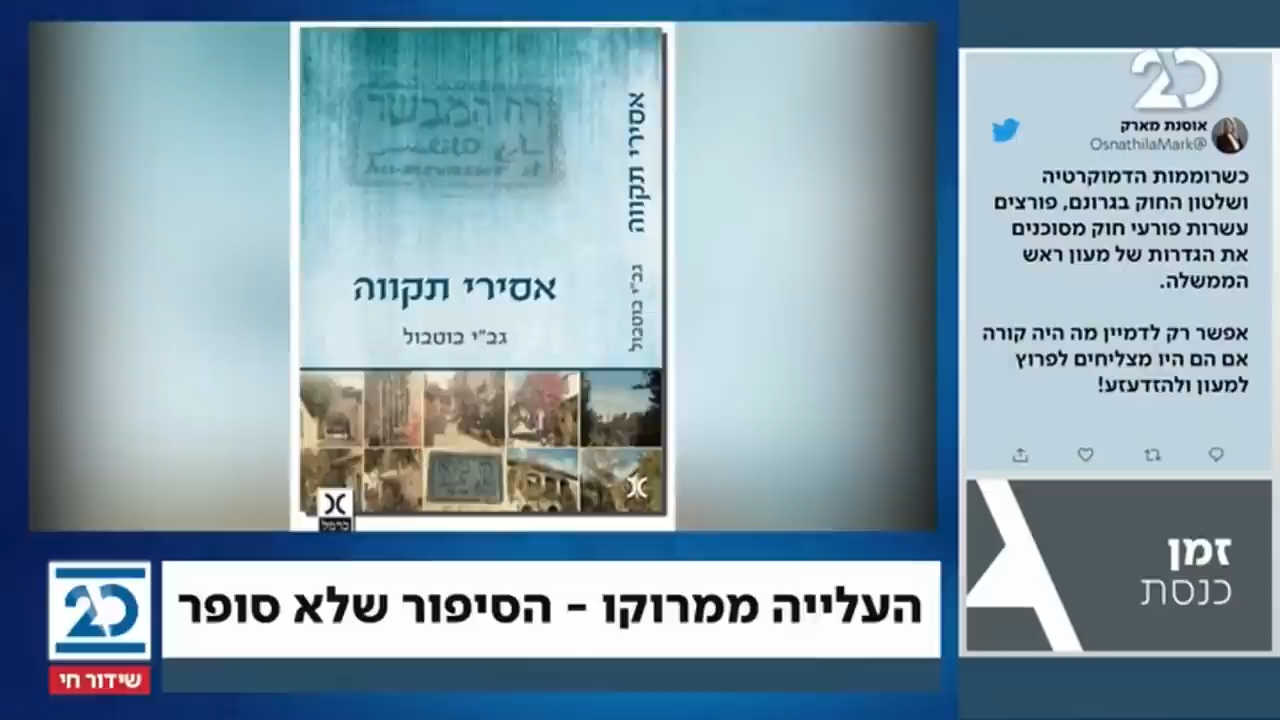 רח המבשר
אסירי תקווה
גב"י בוטבול
אסירי תקווה
גב"י בוטבול
כרמל
20
אוסנת מארק
@OsnathilaMark
כשרוממות הדמוקרטיה
ושלטון החוק בגרונם, פורצים
עשרות פורעי חוק מסוכנים
את הגדרות של מעון ראש
הממשלה.
אפשר רק לדמיין מה היה קורה
אם הם היו מצליחים לפרוץ
למעון ולהזדעזע!
זמן
כנסת
20
העלייה ממרוקו - הסיפור שלא סופר
שידור חי